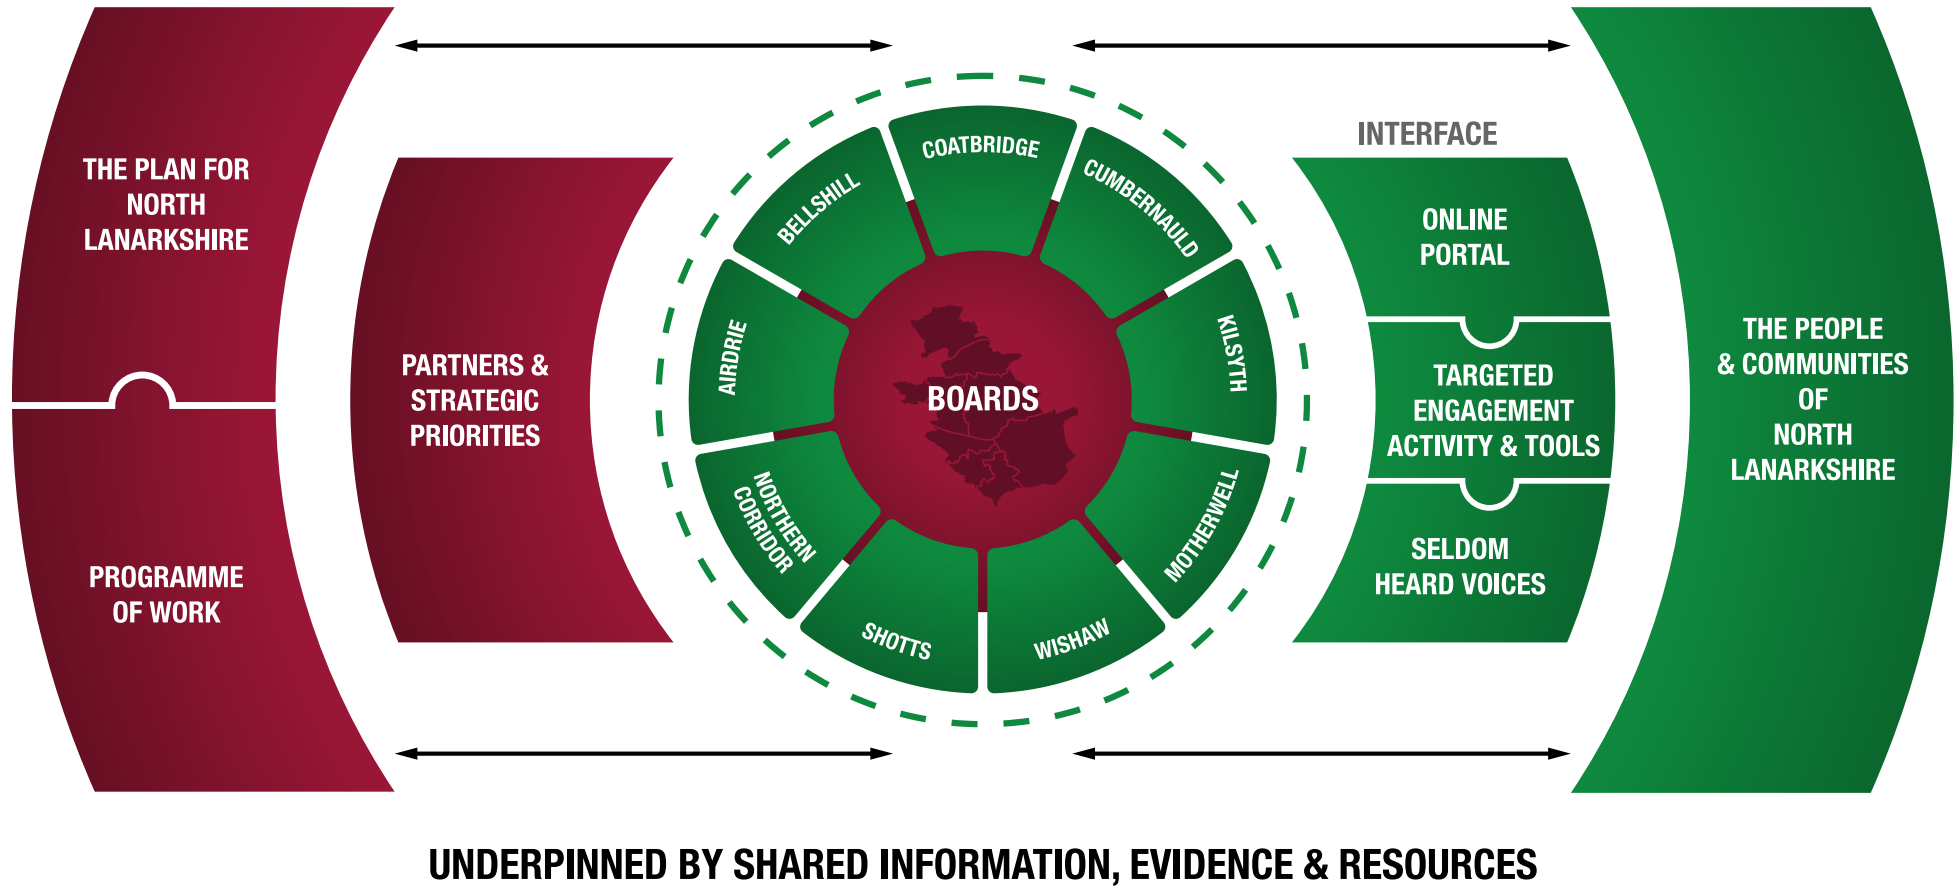 THE PLAN FOR
NORTH
LANARKSHIRE
PROGRAMME
OF WORK
PARTNERS &
STRATEGIC
PRIORITIES
COATBRIDGE
CUMBERNAULD
KILSYTH
MOTHERWELL
WISHAW
SHOTTS
NORTHERN
CORRIDOR
AIRDRIE
BELLSHILL
BOARDS
INTERFACE
ONLINE
PORTAL
TARGETED
ENGAGEMENT
ACTIVITY & TOOLS
SELDOM
HEARD VOICES
THE PEOPLE
& COMMUNITIES
OF
NORTH
LANARKSHIRE
UNDERPINNED BY SHARED INFORMATION, EVIDENCE & RESOURCES